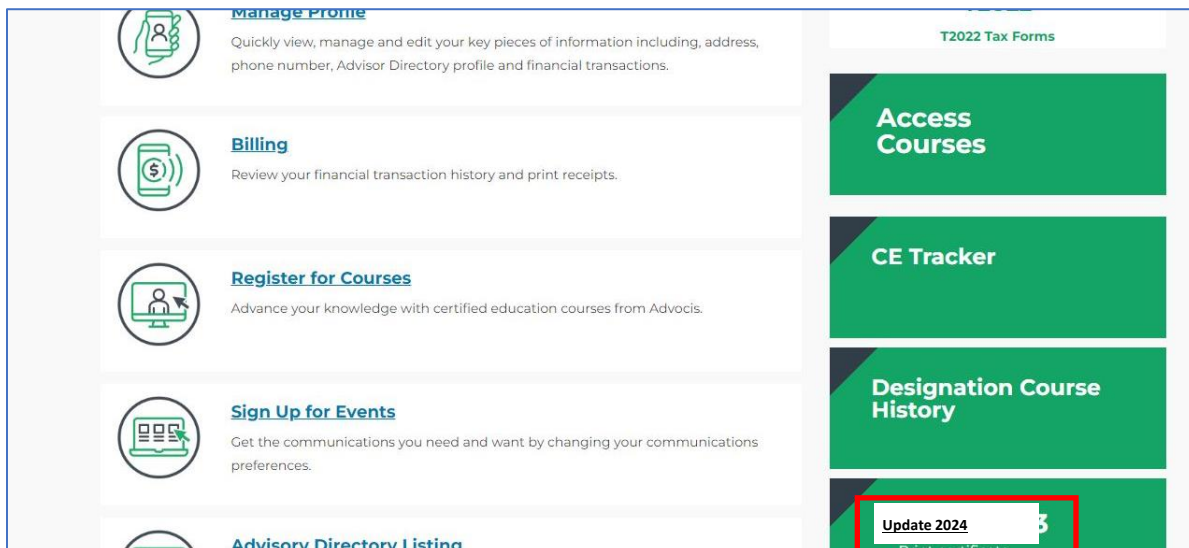 Manage Profile
Quickly view, manage and edit your key pieces of information including, address,
phone number, Advisor Directory profile and financial transactions.
Billing
Review your financial transaction history and print receipts.
Register for Courses
Advance your knowledge with certified education courses from Advocis.
Sign Up for Events
Get the communications you need and want by changing your communications
preferences.
Advisory Directory Listing
T2022 Tax Forms
Access
Courses
CE Tracker
Designation Course
History
Update 2024